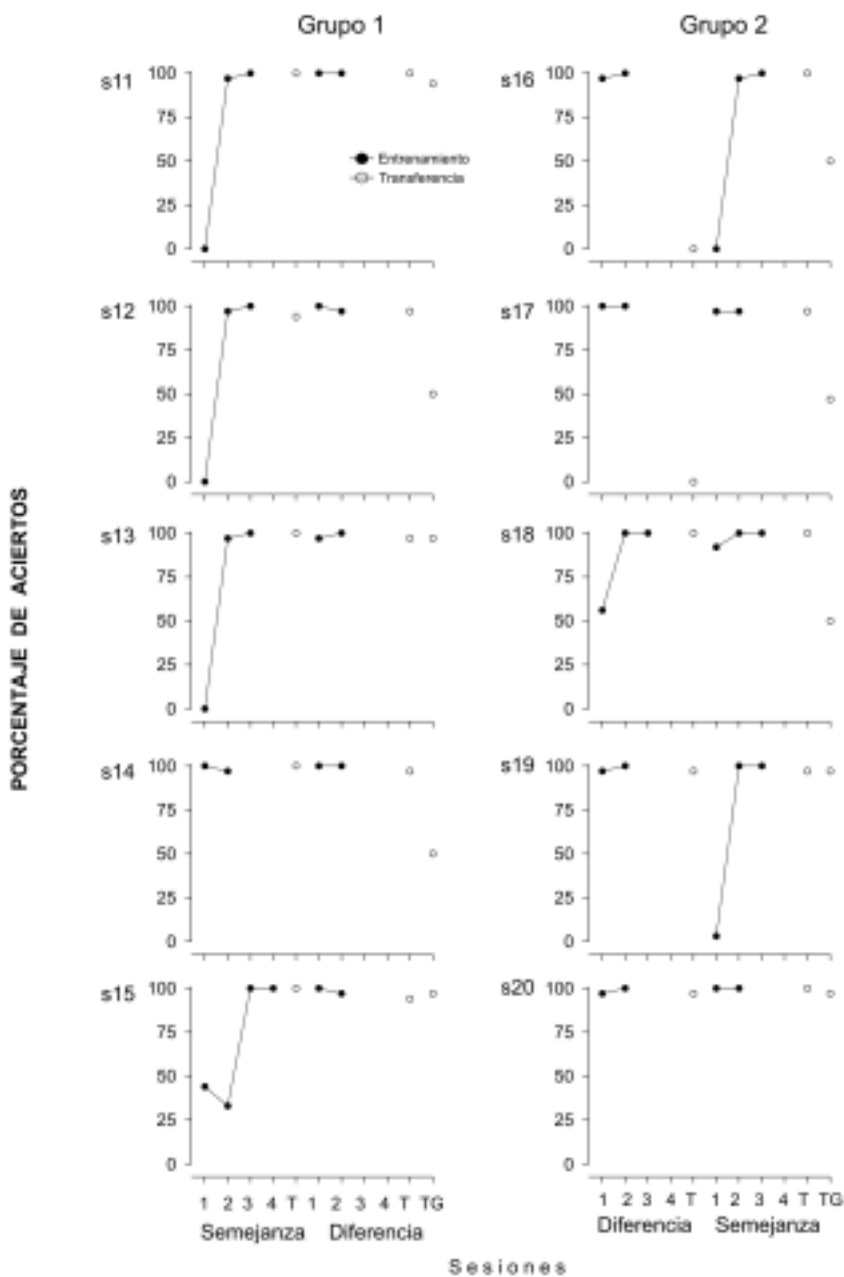 Grupo 1 Grupo 2
s11 100 75 50 25 0
Entrenamiento
Transferencia
s16 100 75 50 25 0
s12 100 75 50 25 0
s17 100 75 50 25 0
s13 100 75 50 25 0
s18 100 75 50 25 0
s14 100 75 50 25 0
s19 100 75 50 25 0
s15 100 75 50 25 0
s20 100 75 50 25 0
PORCENTAJE DE ACIERTOS
1 2 3 4 T 1 2 3 4 T TG
Semejanza Diferencia
1 2 3 4 T 1 2 3 4 T TG
Diferencia Semejanza
Sesiones